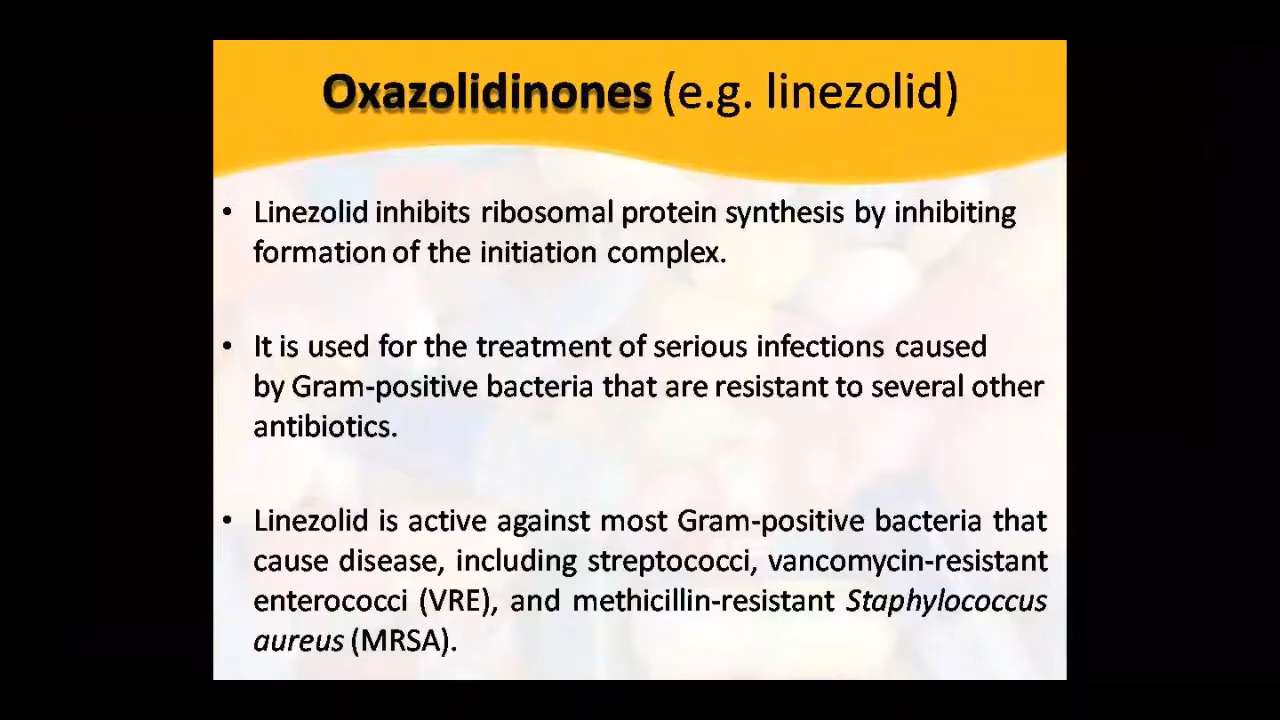 Oxazolidinones (e.g. linezolid)
• Linezolid inhibits ribosomal protein synthesis by inhibiting
formation of the initiation complex.
• It is used for the treatment of serious infections caused
by Gram-positive bacteria that are resistant to several other
antibiotics.
• Linezolid is active against most Gram-positive bacteria that
cause disease, including streptococci, vancomycin-resistant
enterococci (VRE), and methicillin-resistant Staphylococcus
aureus (MRSA).